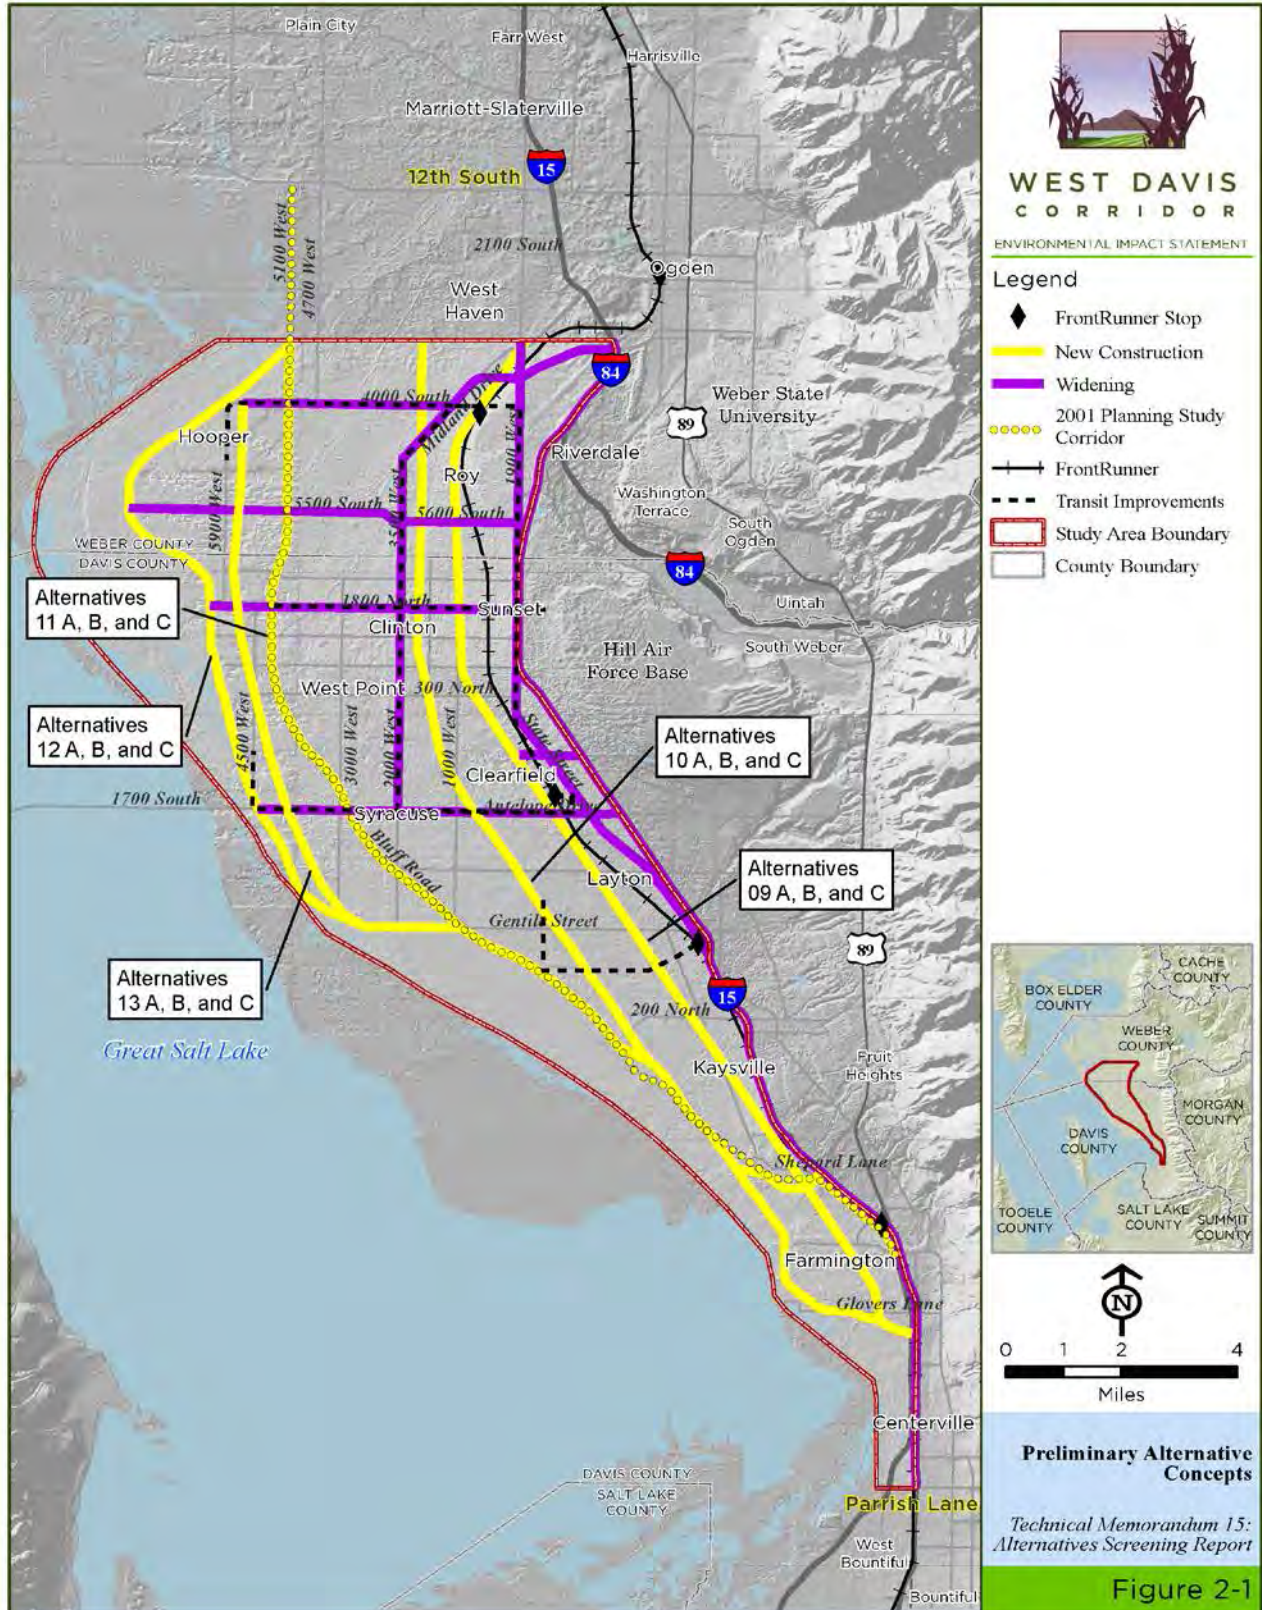 Plain City
Farr West
Harrisville
Marriott-Slaterville
15
12th South
5100 West
4700 West
2100 South
Ogden
West
Haven
84
4000 South
Midland Drive
Weber State
University
89
Hooper
1900 West
Riverdale
Roy
5900 West
5500 South
3500 West
5600 South
Washington
Terrace
South
Ogden
WEBER COUNTY
DAVIS COUNTY
84
Alternatives
11 A, B, and C
1800 North
Sunset
Clinton
Uintah
South Weber
Hill Air
Force Base
West Point
300 North
Alternatives
12 A, B, and C
4500 West
3000 West
2000 West
1000 West
State Street
Alternatives
10 A, B, and C
Clearfield
1700 South
Syracuse
Antelope Drive
Bluff Road
Layton
Alternatives
09 A, B, and C
Gentile Street
89
Alternatives
13 A, B, and C
15
200 North
Great Salt Lake
Kaysville
Fruit
Heights
Shepard Lane
Farmington
Glovers Lane
Centerville
DAVIS COUNTY
SALT LAKE
COUNTY
Parrish Lane
West
Bountiful
Bountiful
WEST DAVIS
CORRIDOR
ENVIRONMENTAL IMPACT STATEMENT
Legend
FrontRunner Stop
New Construction
Widening
2001 Planning Study
Corridor
FrontRunner
Transit Improvements
Study Area Boundary
County Boundary
CACHE
COUNTY
BOX ELDER
COUNTY
WEBER
COUNTY
MORGAN
COUNTY
DAVIS
COUNTY
TOOELE
COUNTY
SALT LAKE
COUNTY
SUMMIT
COUNTY
N
0 1 2 4
Miles
Preliminary Alternative
Concepts
Technical Memorandum 15:
Alternatives Screening Report
Figure 2-1